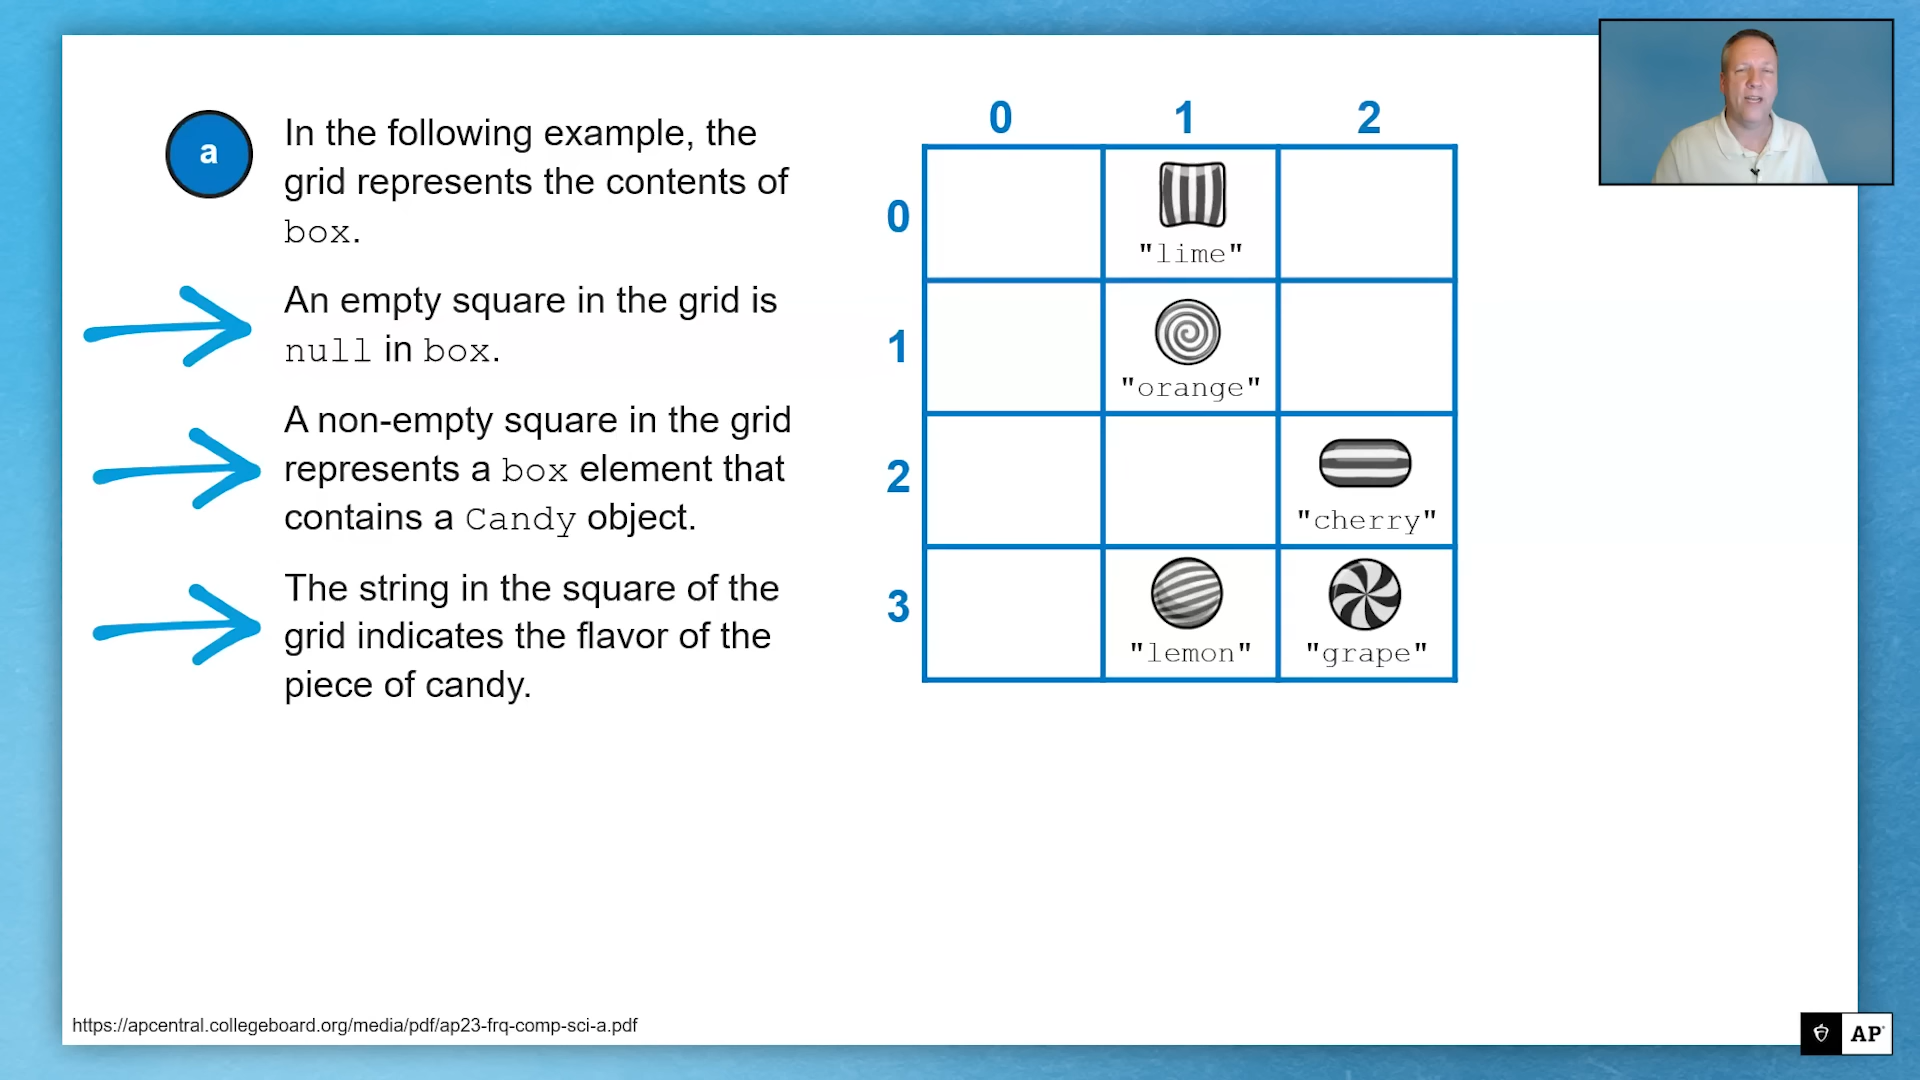 a
In the following example, the
grid represents the contents of
box.
An empty square in the grid is
null in box.
A non-empty square in the grid
represents a box element that
contains a Candy object.
The string in the square of the
grid indicates the flavor of the
piece of candy.
0 1 2
0
"lime"
1
"orange"
2
"cherry"
3
"lemon" "grape"
https://apcentral.collegeboard.org/media/pdf/ap23-frq-comp-sci-a.pdf
AP